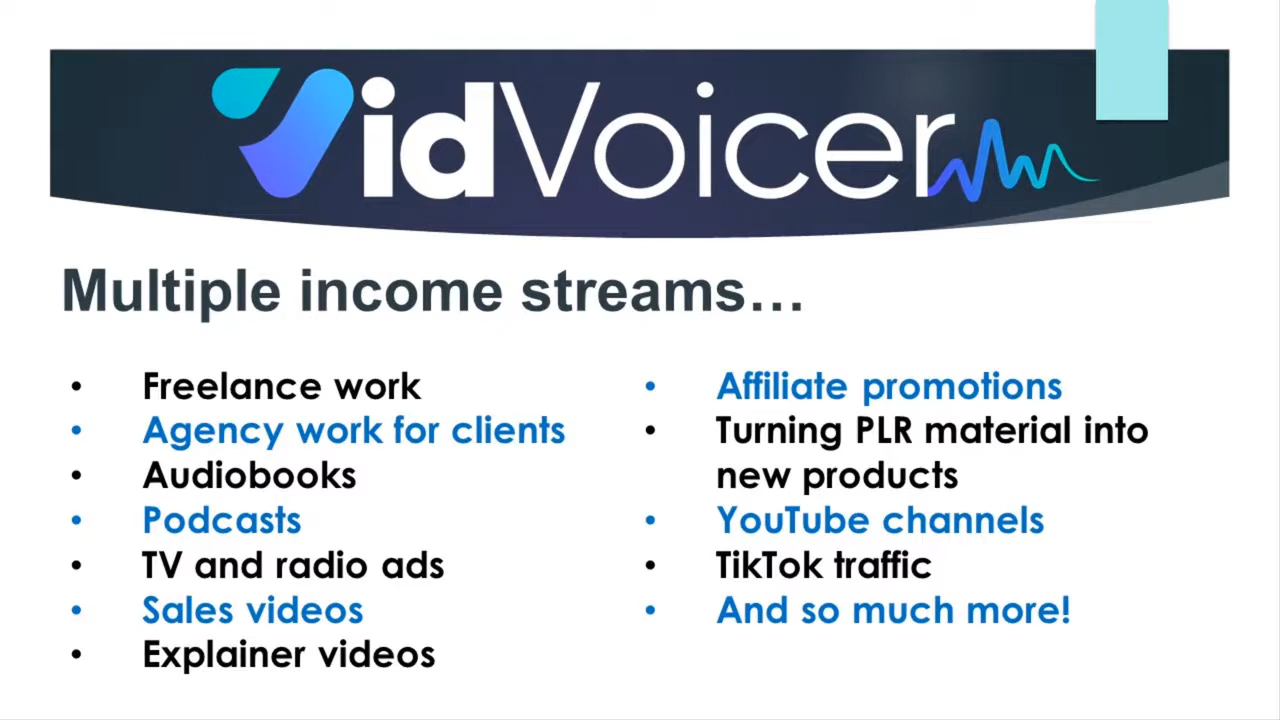 VidVoicer
Multiple income streams…
• Freelance work
• Agency work for clients
• Audiobooks
• Podcasts
• TV and radio ads
• Sales videos
• Explainer videos
• Affiliate promotions
• Turning PLR material into
new products
• YouTube channels
• TikTok traffic
• And so much more!